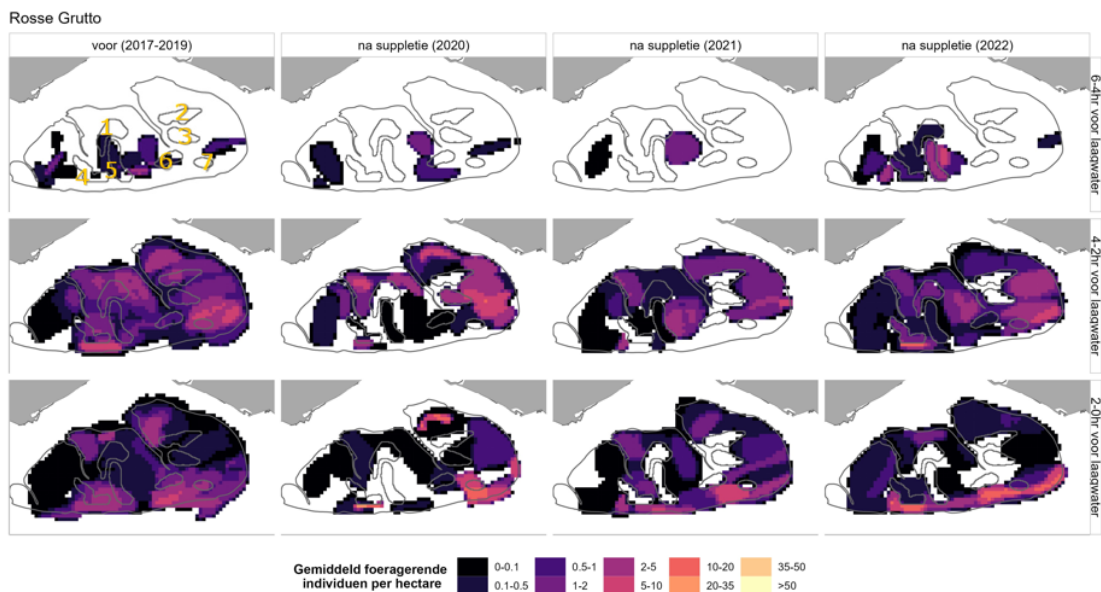 Rosse Grutto
voor (2017-2019)
na suppletie (2020)
na suppletie (2021)
na suppletie (2022)
6-4hr voor laagwater
1
2
3
4
5
6
7
4-2hr voor laagwater
2-0hr voor laagwater
Gemiddeld foeragerende
individuen per hectare
0-0.1
0.5-1
2-5
10-20
35-50
0.1-0.5
1-2
5-10
20-35
>50